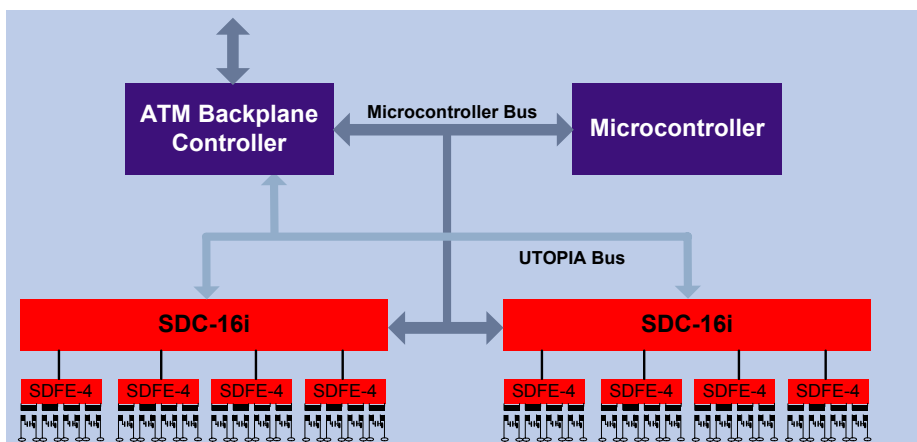 ATM Backplane
Controller
Microcontroller Bus
Microcontroller
UTOPIA Bus
SDC-16i
SDC-16i
SDFE-4
SDFE-4
SDFE-4
SDFE-4
SDFE-4
SDFE-4
SDFE-4
SDFE-4